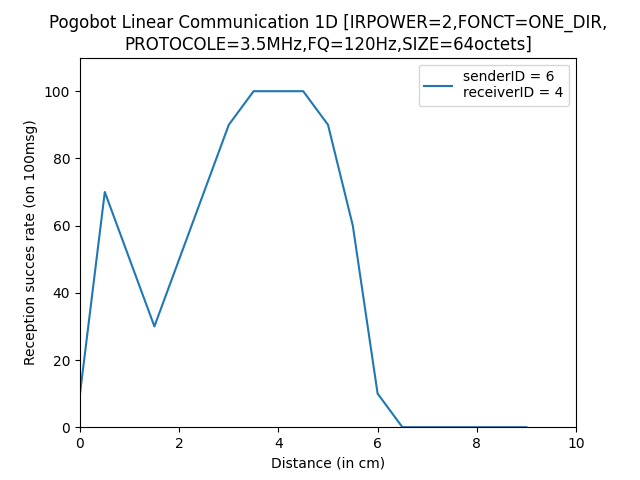 Pogobot Linear Communication 1D [IRPOWER=2,FONCT=ONE_DIR,
PROTOCOLE=3.5MHz,FQ=120Hz,SIZE=64octets]
senderID = 6
receiverID = 4
Reception succes rate (on 100msg)
100
80
60
40
20
0
0 2 4 6 8 10
Distance (in cm)